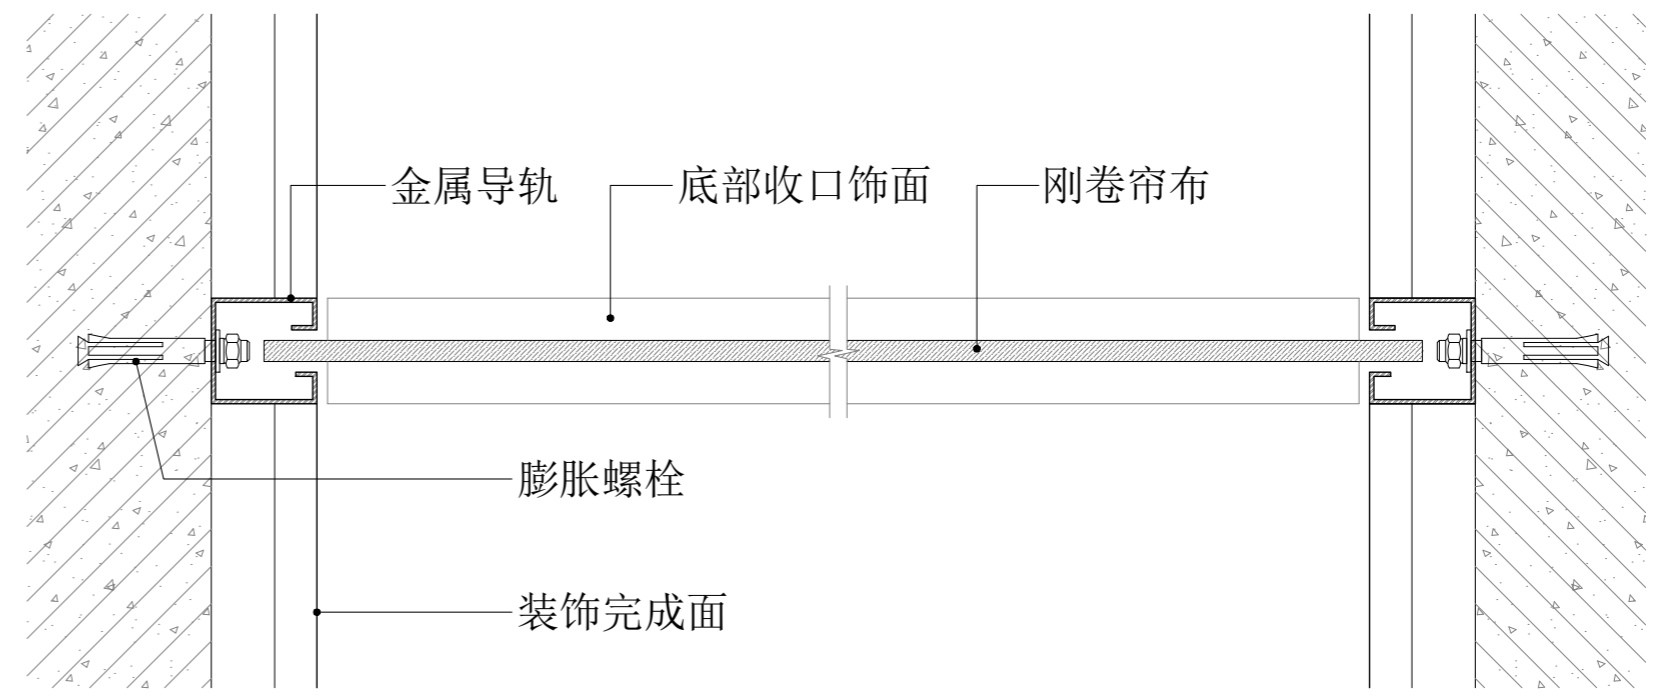 金属导轨
底部收口饰面
刚卷帘布
膨胀螺栓
装饰完成面